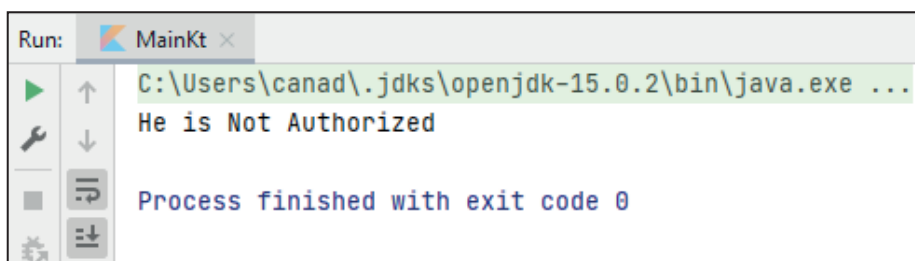 Run: MainKt
C:\Users\canad\.jdks\openjdk-15.0.2\bin\java.exe ...
He is Not Authorized
Process finished with exit code 0